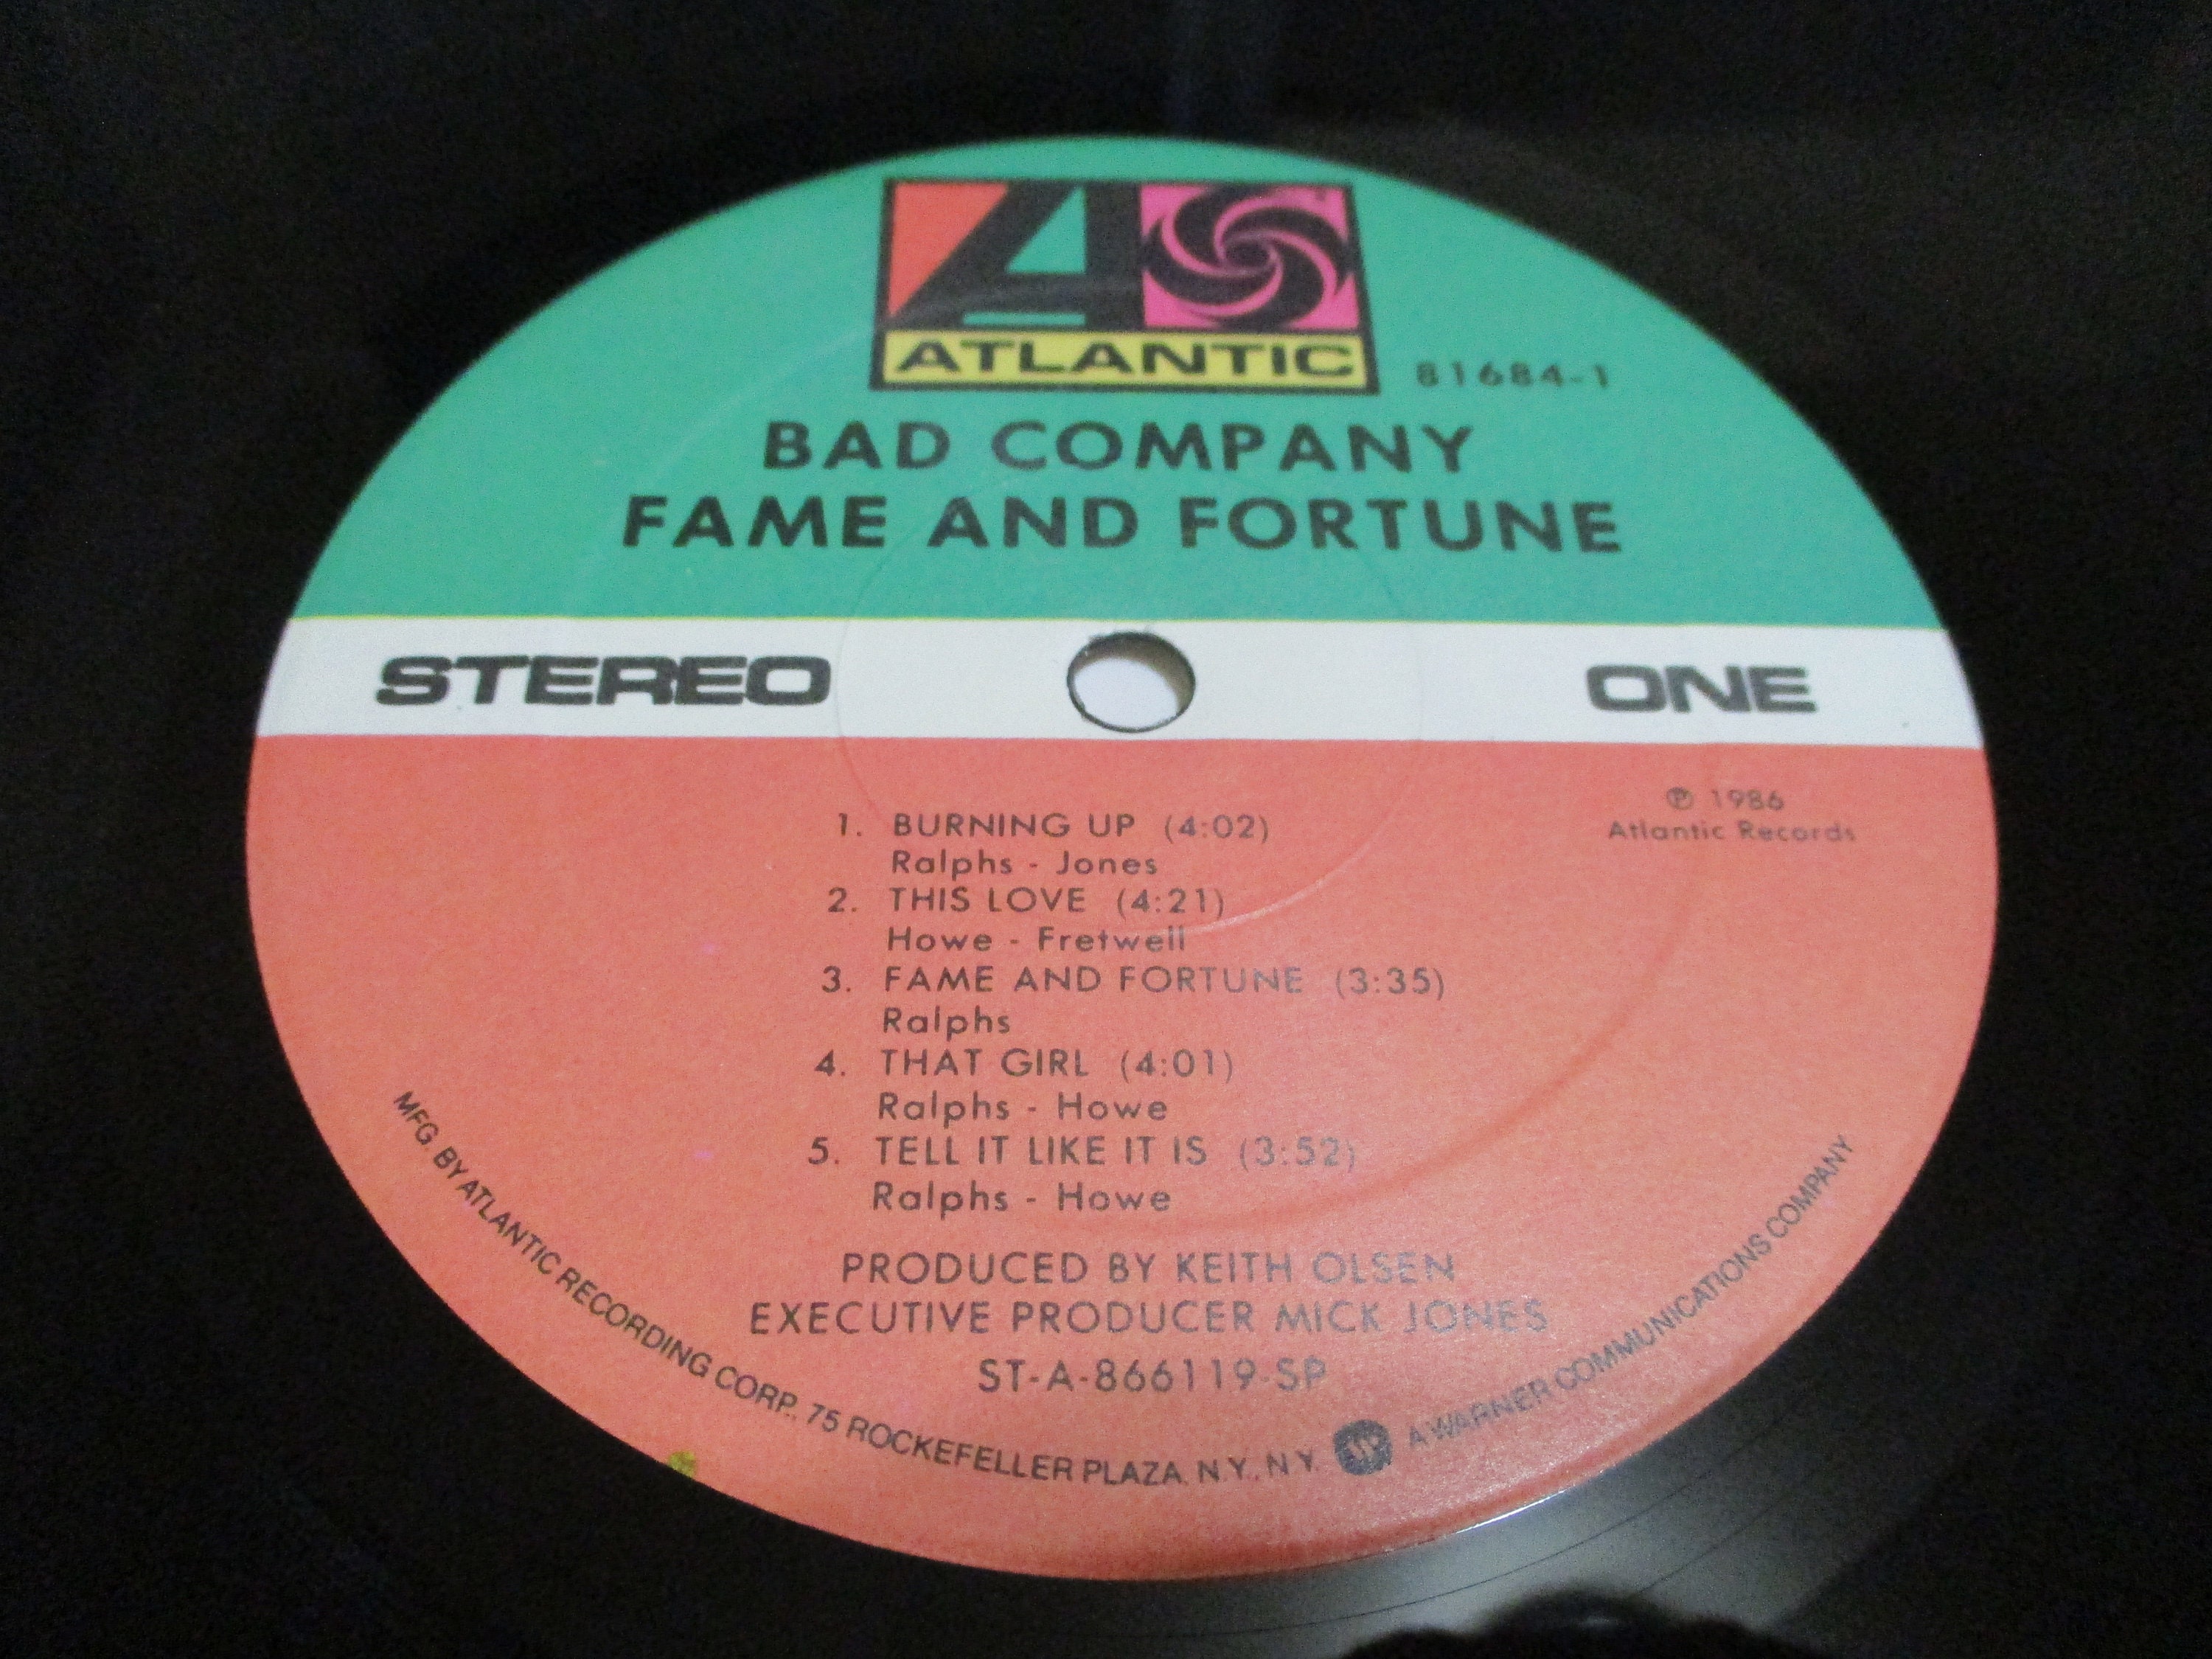 ATLANTIC
81684-1
BAD COMPANY
FAME AND FORTUNE
STEREO
ONE
℗ 1986
Atlantic Records
1. BURNING UP (4:02)
Ralphs - Jones
2. THIS LOVE (4:21)
Howe - Fretwell
3. FAME AND FORTUNE (3:35)
Ralphs
4. THAT GIRL (4:01)
Ralphs - Howe
5. TELL IT LIKE IT IS (3:52)
Ralphs - Howe
PRODUCED BY KEITH OLSEN
EXECUTIVE PRODUCER MICK JONES
ST-A-866119-SP
MFG. BY ATLANTIC RECORDING CORP., 75 ROCKEFELLER PLAZA, N.Y., N.Y. A WARNER COMMUNICATIONS COMPANY